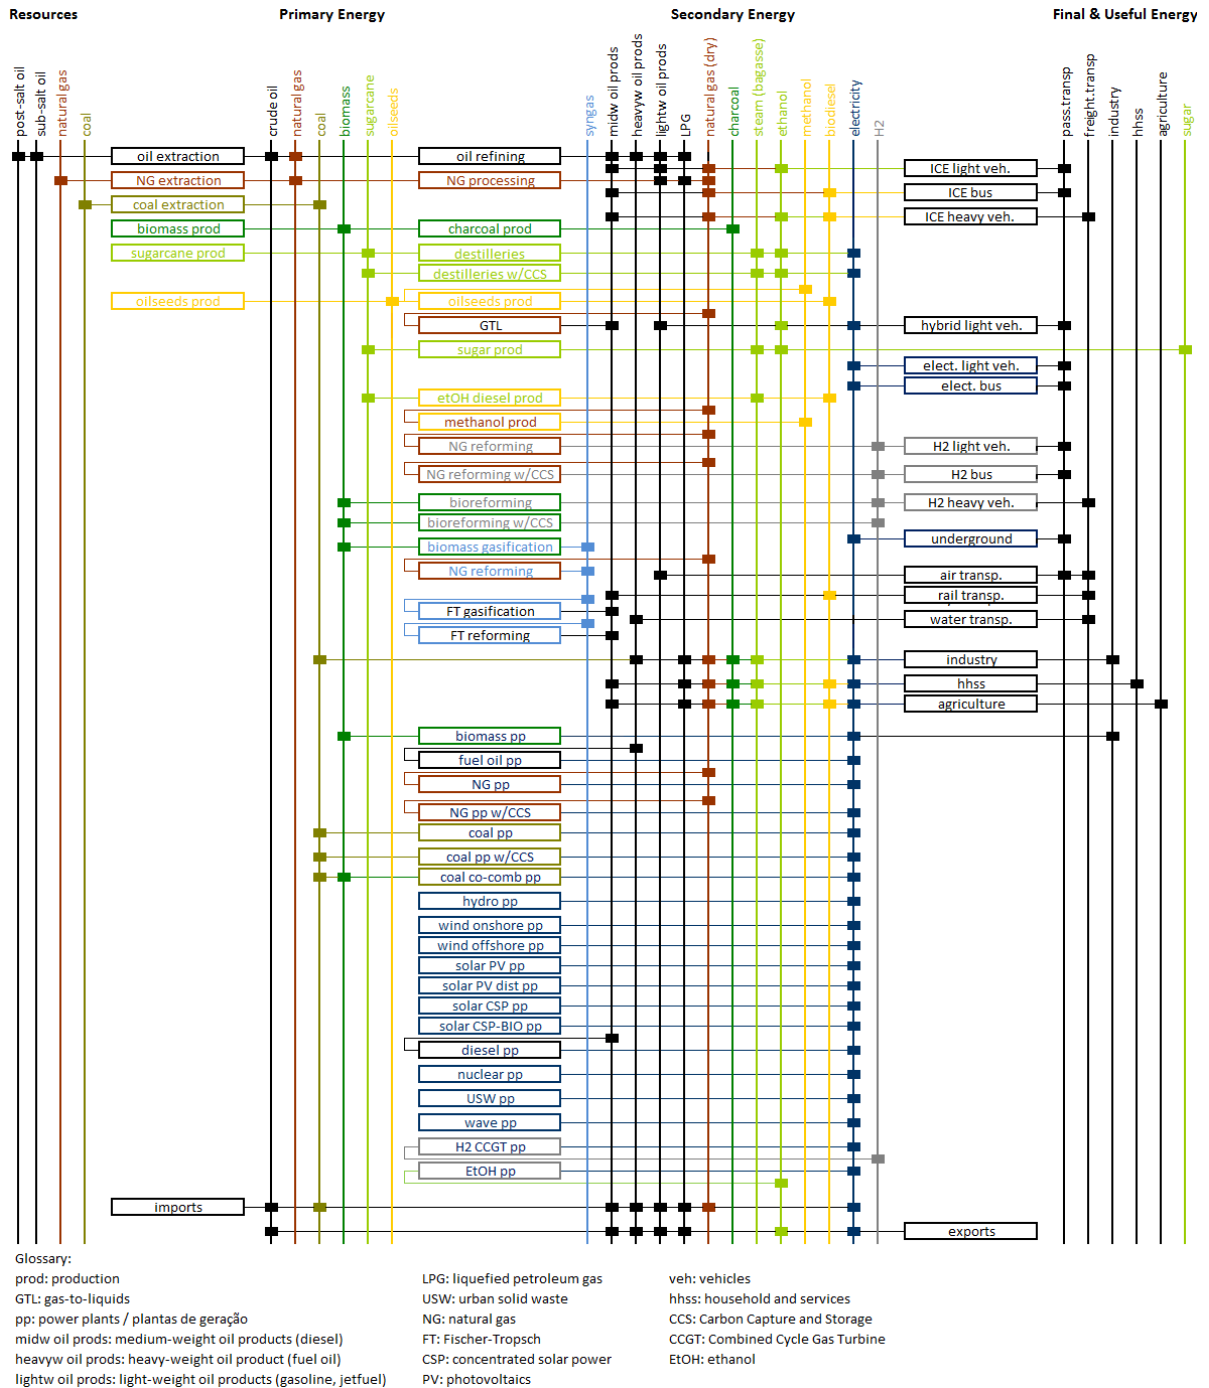 Resources
Primary Energy
Secondary Energy
Final & Useful Energy
post-salt oil
sub-salt oil
natural gas
coal
crude oil
natural gas
coal
biomass
sugarcane
oilseeds
syngas
midw oil prods
heavyw oil prods
lightw oil prods
LPG
natural gas (dry)
charcoal
steam (bagasse)
ethanol
methanol
biodiesel
electricity
H2
pass.transp
freight.transp
industry
hhss
agriculture
sugar
oil extraction
oil refining
ICE light veh.
NG extraction
NG processing
ICE bus
coal extraction
ICE heavy veh.
biomass prod
charcoal prod
sugarcane prod
destilleries
destilleries w/CCS
oilseeds prod
oilseeds prod
GTL
hybrid light veh.
sugar prod
elect. light veh.
elect. bus
etOH diesel prod
methanol prod
NG reforming
H2 light veh.
NG reforming w/CCS
H2 bus
bioreforming
H2 heavy veh.
bioreforming w/CCS
underground
biomass gasification
NG reforming
air transp.
rail transp.
FT gasification
water transp.
FT reforming
industry
hhss
agriculture
biomass pp
fuel oil pp
NG pp
NG pp w/CCS
coal pp
coal pp w/CCS
coal co-comb pp
hydro pp
wind onshore pp
wind offshore pp
solar PV pp
solar PV dist pp
solar CSP pp
solar CSP-BIO pp
diesel pp
nuclear pp
USW pp
wave pp
H2 CCGT pp
EtOH pp
imports
exports
Glossary:
prod: production
GTL: gas-to-liquids
pp: power plants / plantas de geração
midw oil prods: medium-weight oil products (diesel)
heavyw oil prods: heavy-weight oil product (fuel oil)
lightw oil prods: light-weight oil products (gasoline, jetfuel)
LPG: liquefied petroleum gas
USW: urban solid waste
NG: natural gas
FT: Fischer-Tropsch
CSP: concentrated solar power
PV: photovoltaics
veh: vehicles
hhss: household and services
CCS: Carbon Capture and Storage
CCGT: Combined Cycle Gas Turbine
EtOH: ethanol